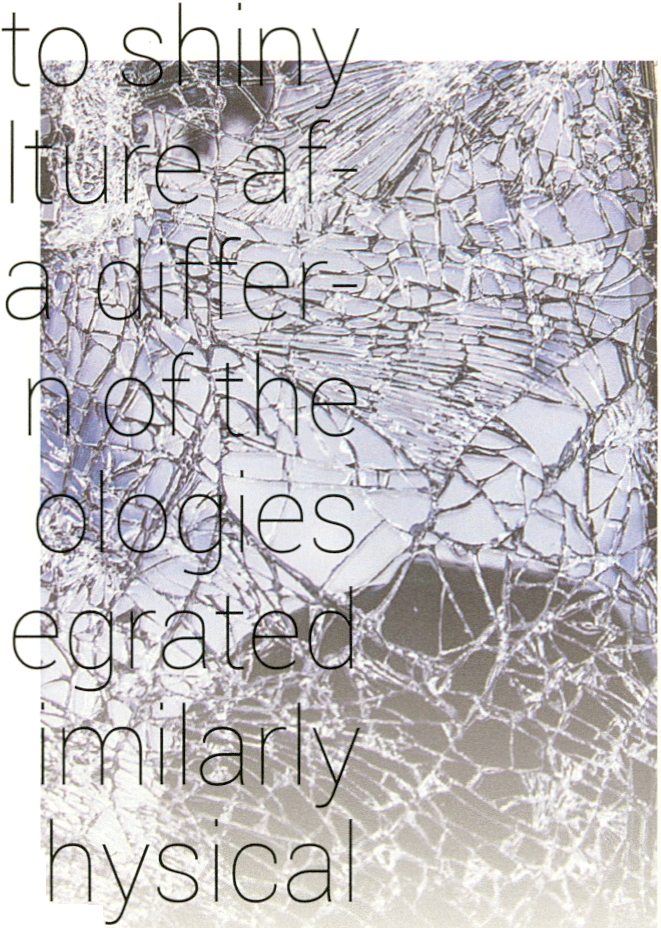 to shiny
lture af-
a differ-
n of the
ologies
egrated
imilarly
hysical